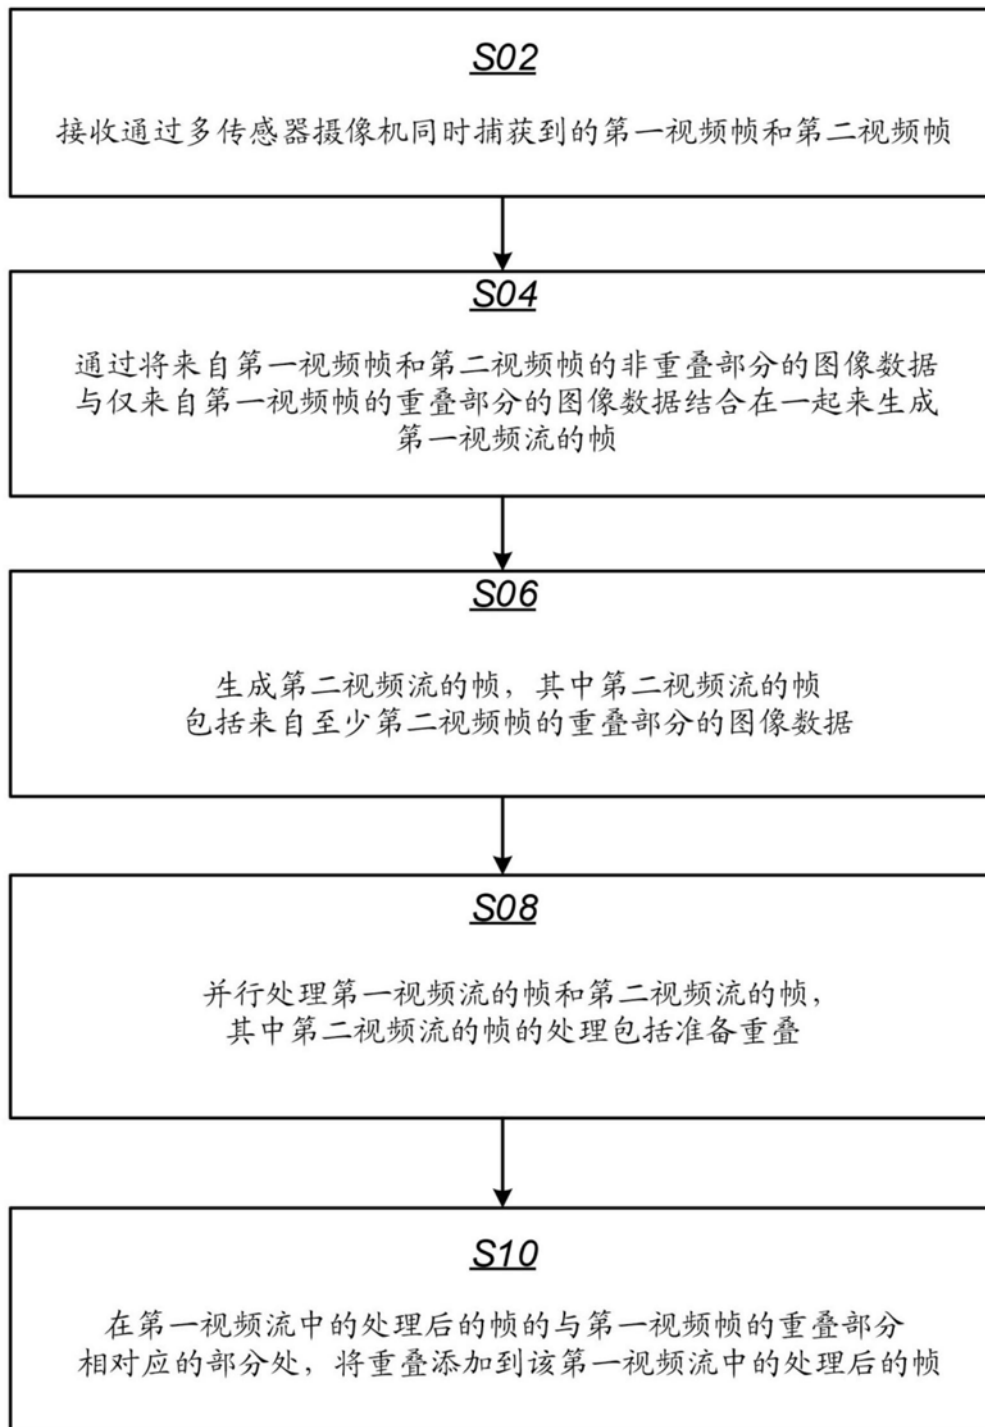 S02
接收通过多传感器摄像机同时捕获到的第一视频帧和第二视频帧
S04
通过将来自第一视频帧和第二视频帧的非重叠部分的图像数据
与仅来自第一视频帧的重叠部分的图像数据结合在一起来生成
第一视频流的帧
S06
生成第二视频流的帧，其中第二视频流的帧
包括来自至少第二视频帧的重叠部分的图像数据
S08
并行处理第一视频流的帧和第二视频流的帧，
其中第二视频流的帧的处理包括准备重叠
S10
在第一视频流中的处理后的帧的与第一视频帧的重叠部分
相对应的部分处，将重叠添加到该第一视频流中的处理后的帧